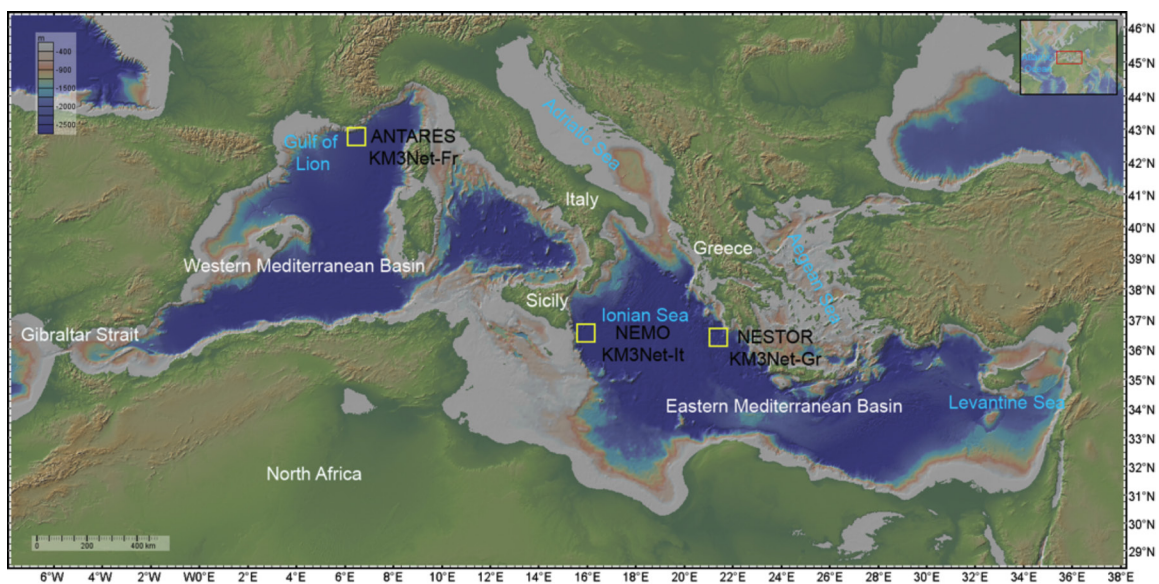 m
-400
-900
-1500
-2000
-2500
Adriatic Sea
ANTARES
KM3Net-Fr
Gulf of
Lion
Italy
Greece
Aegean Sea
Western Mediterranean Basin
Sicily
Ionian Sea
Gibraltar Strait
NEMO
KM3Net-It
NESTOR
KM3Net-Gr
Eastern Mediterranean Basin
Levantine Sea
North Africa
0 200 400 km
46°N
45°N
44°N
43°N
42°N
41°N
40°N
39°N
38°N
37°N
36°N
35°N
34°N
33°N
32°N
31°N
30°N
29°N
6°W 4°W 2°W W0°E 2°E 4°E 6°E 8°E 10°E 12°E 14°E 16°E 18°E 20°E 22°E 24°E 26°E 28°E 30°E 32°E 34°E 36°E 38°E